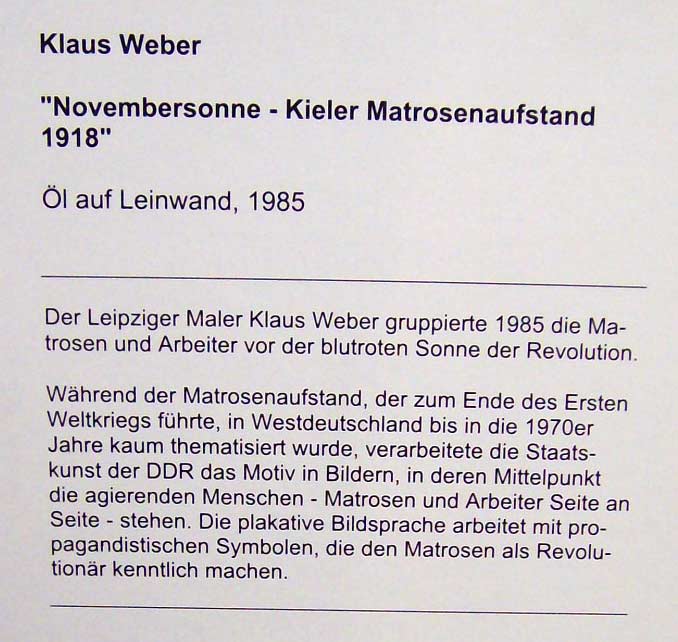 Klaus Weber
"Novembersonne - Kieler Matrosenaufstand
1918"
Öl auf Leinwand, 1985
Der Leipziger Maler Klaus Weber gruppierte 1985 die Ma-
trosen und Arbeiter vor der blutroten Sonne der Revolution.
Während der Matrosenaufstand, der zum Ende des Ersten
Weltkriegs führte, in Westdeutschland bis in die 1970er
Jahre kaum thematisiert wurde, verarbeitete die Staats-
kunst der DDR das Motiv in Bildern, in deren Mittelpunkt
die agierenden Menschen - Matrosen und Arbeiter Seite an
Seite - stehen. Die plakative Bildsprache arbeitet mit pro-
pagandistischen Symbolen, die den Matrosen als Revolu-
tionär kenntlich machen.